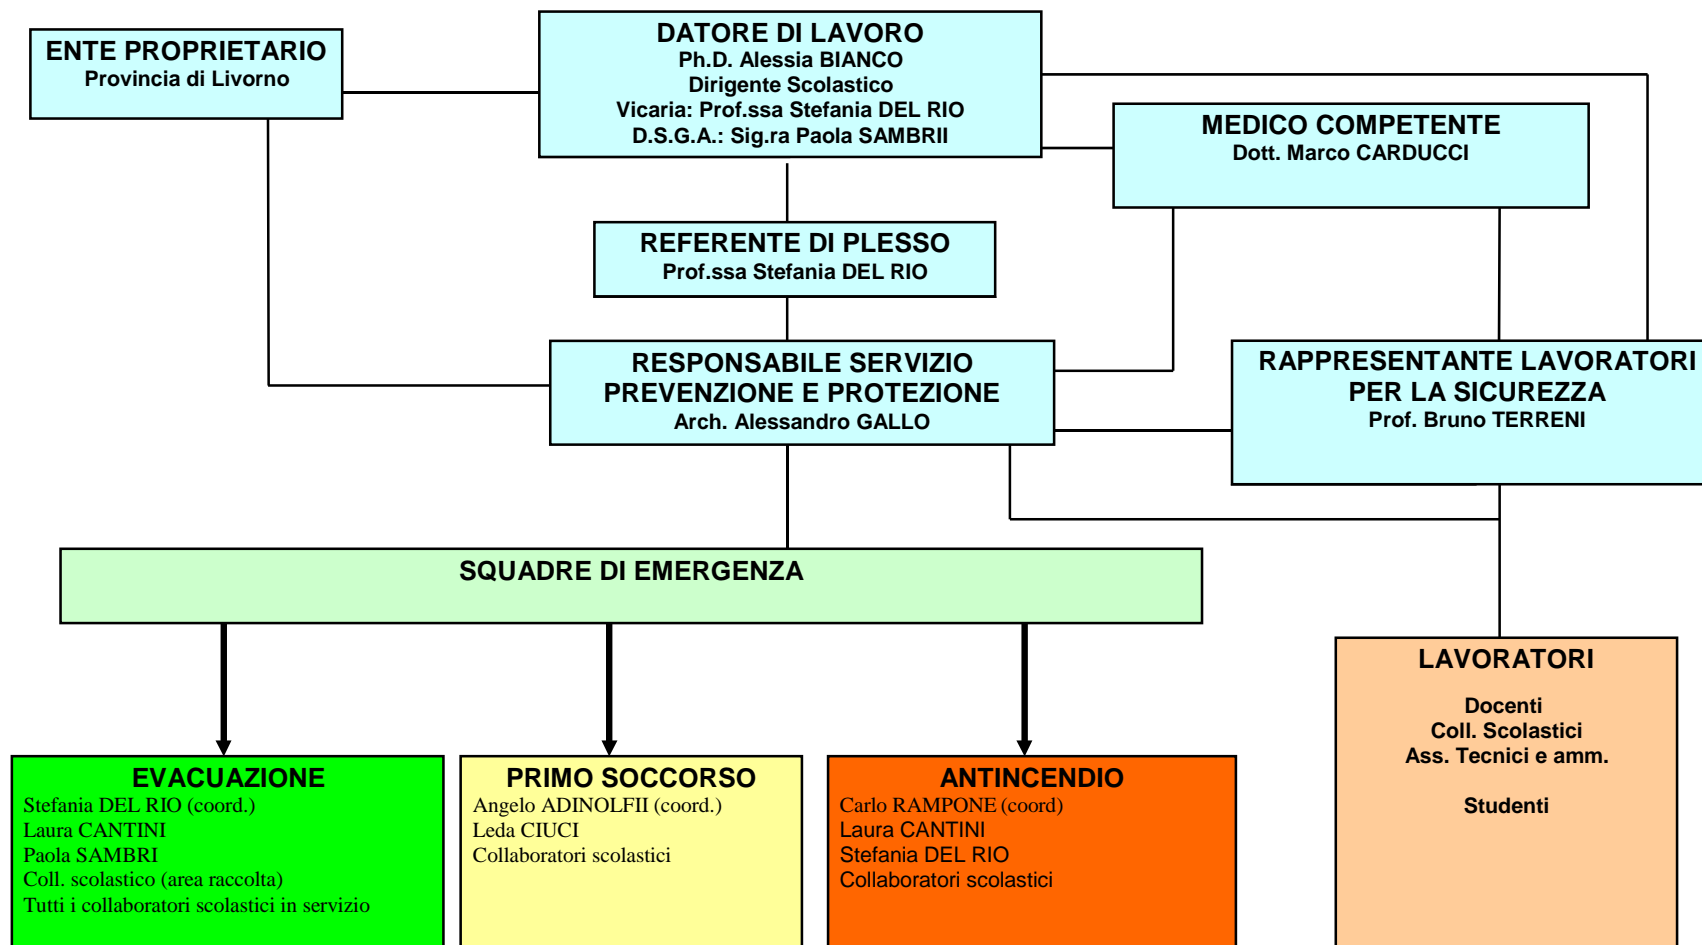 ENTE PROPRIETARIO
Provincia di Livorno
DATORE DI LAVORO
Ph.D. Alessia BIANCO
Dirigente Scolastico
Vicaria: Prof.ssa Stefania DEL RIO
D.S.G.A.: Sig.ra Paola SAMBRII
MEDICO COMPETENTE
Dott. Marco CARDUCCI
REFERENTE DI PLESSO
Prof.ssa Stefania DEL RIO
RESPONSABILE SERVIZIO
PREVENZIONE E PROTEZIONE
Arch. Alessandro GALLO
RAPPRESENTANTE LAVORATORI
PER LA SICUREZZA
Prof. Bruno TERRENI
SQUADRE DI EMERGENZA
EVACUAZIONE
Stefania DEL RIO (coord.)
Laura CANTINI
Paola SAMBRI
Coll. scolastico (area raccolta)
Tutti i collaboratori scolastici in servizio
PRIMO SOCCORSO
Angelo ADINOLFII (coord.)
Leda CIUCI
Collaboratori scolastici
ANTINCENDIO
Carlo RAMPONE (coord)
Laura CANTINI
Stefania DEL RIO
Collaboratori scolastici
LAVORATORI
Docenti
Coll. Scolastici
Ass. Tecnici e amm.
Studenti